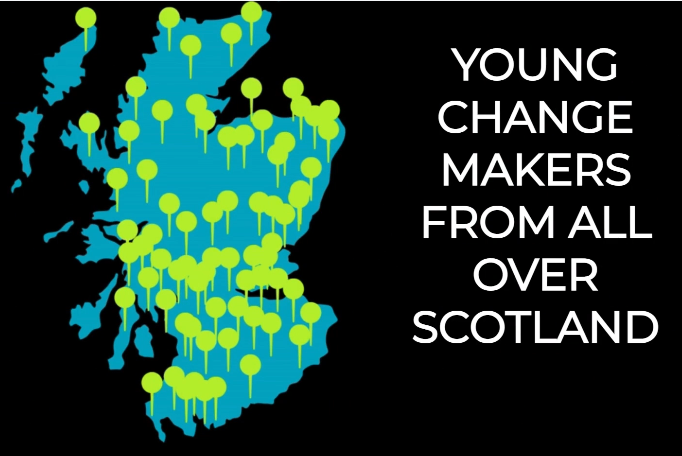 YOUNG
CHANGE
MAKERS
FROM ALL
OVER
SCOTLAND